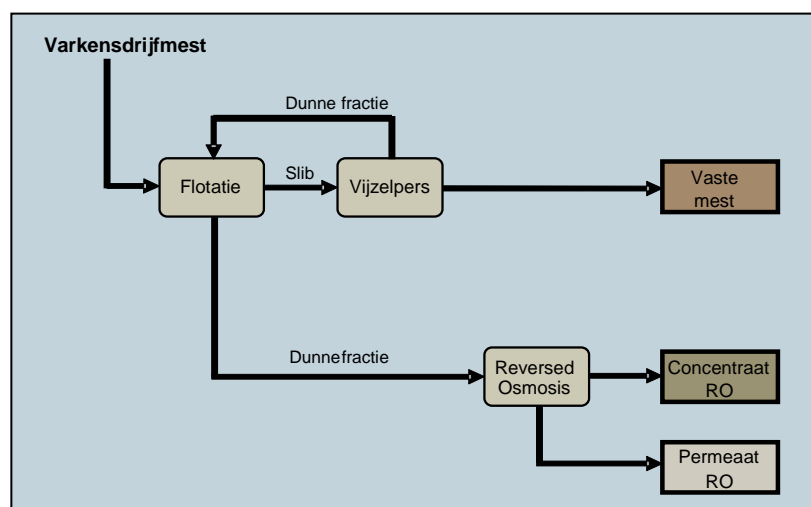 Varkensdrijfmest
Dunne fractie
Flotatie
Slib
Vijzelpers
Vaste
mest
Dunnefractie
Reversed
Osmosis
Concentraat
RO
Permeaat
RO